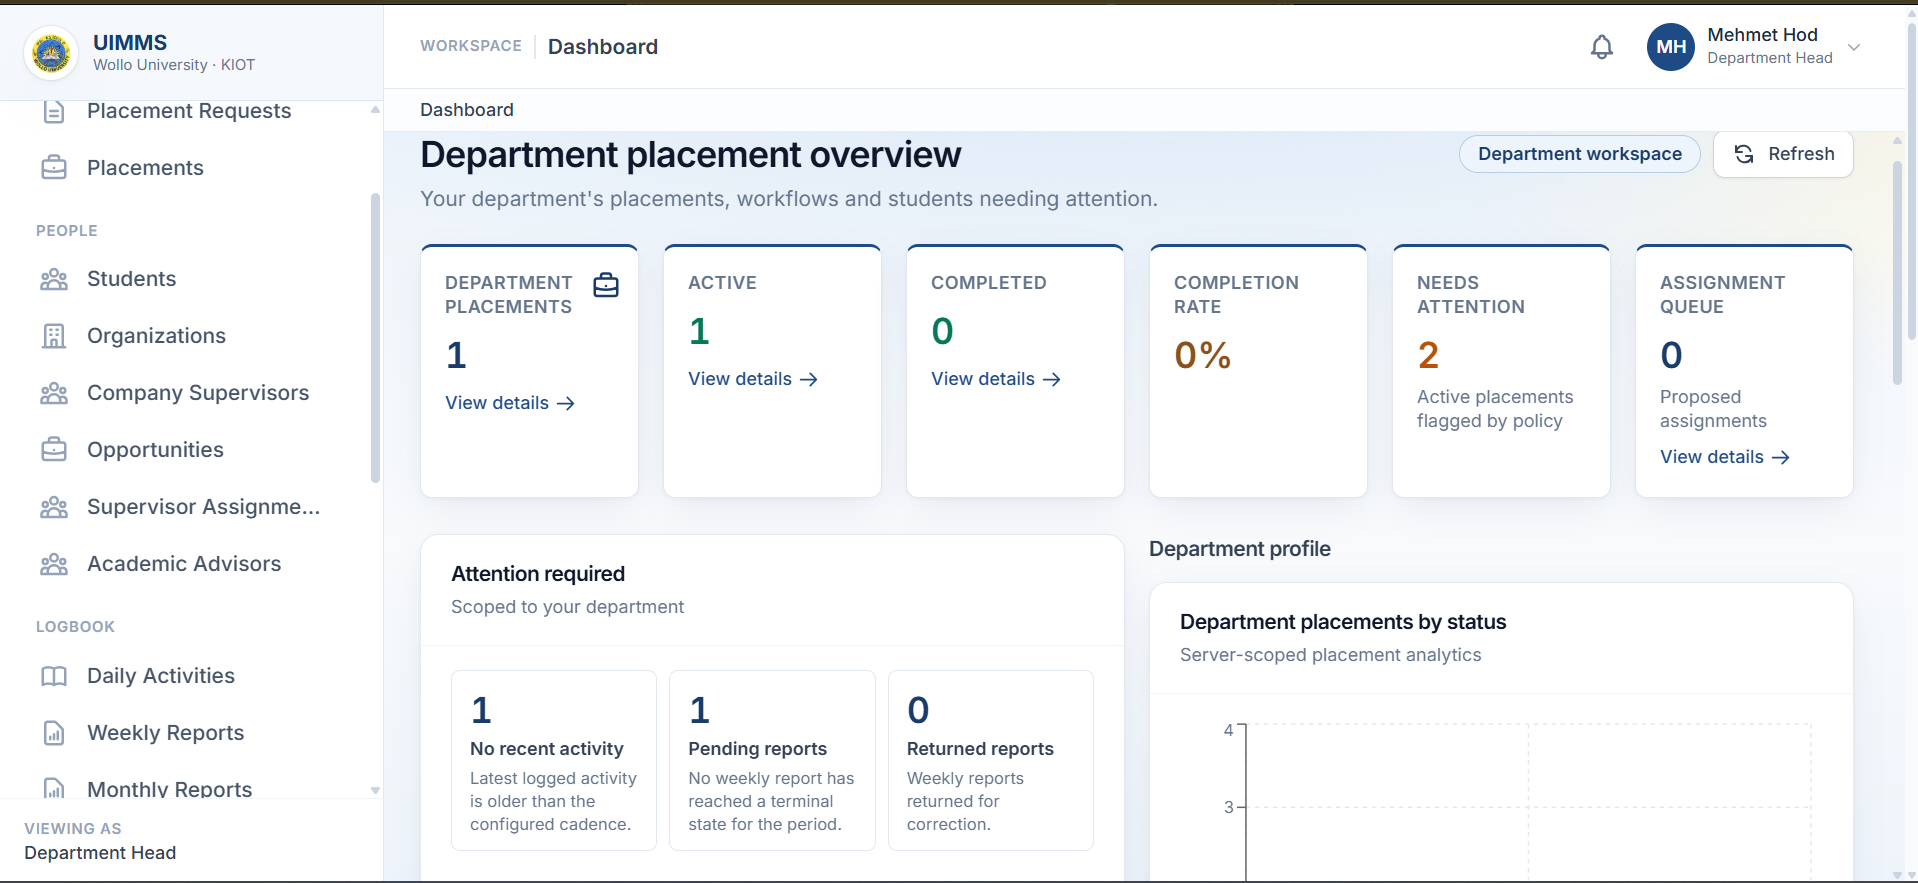 UIMMS
Wollo University · KIOT
Placement Requests
Placements
PEOPLE
Students
Organizations
Company Supervisors
Opportunities
Supervisor Assignme...
Academic Advisors
LOGBOOK
Daily Activities
Weekly Reports
Monthly Reports
VIEWING AS
Department Head
WORKSPACE
Dashboard
MH
Mehmet Hod
Department Head
Dashboard
Department placement overview
Your department's placements, workflows and students needing attention.
Department workspace
Refresh
DEPARTMENT
PLACEMENTS
1
View details →
ACTIVE
1
View details →
COMPLETED
0
View details →
COMPLETION
RATE
0%
NEEDS
ATTENTION
2
Active placements
flagged by policy
ASSIGNMENT
QUEUE
0
Proposed
assignments
View details →
Attention required
Scoped to your department
1
No recent activity
Latest logged activity
is older than the
configured cadence.
1
Pending reports
No weekly report has
reached a terminal
state for the period.
0
Returned reports
Weekly reports
returned for
correction.
Department profile
Department placements by status
Server-scoped placement analytics
4
3